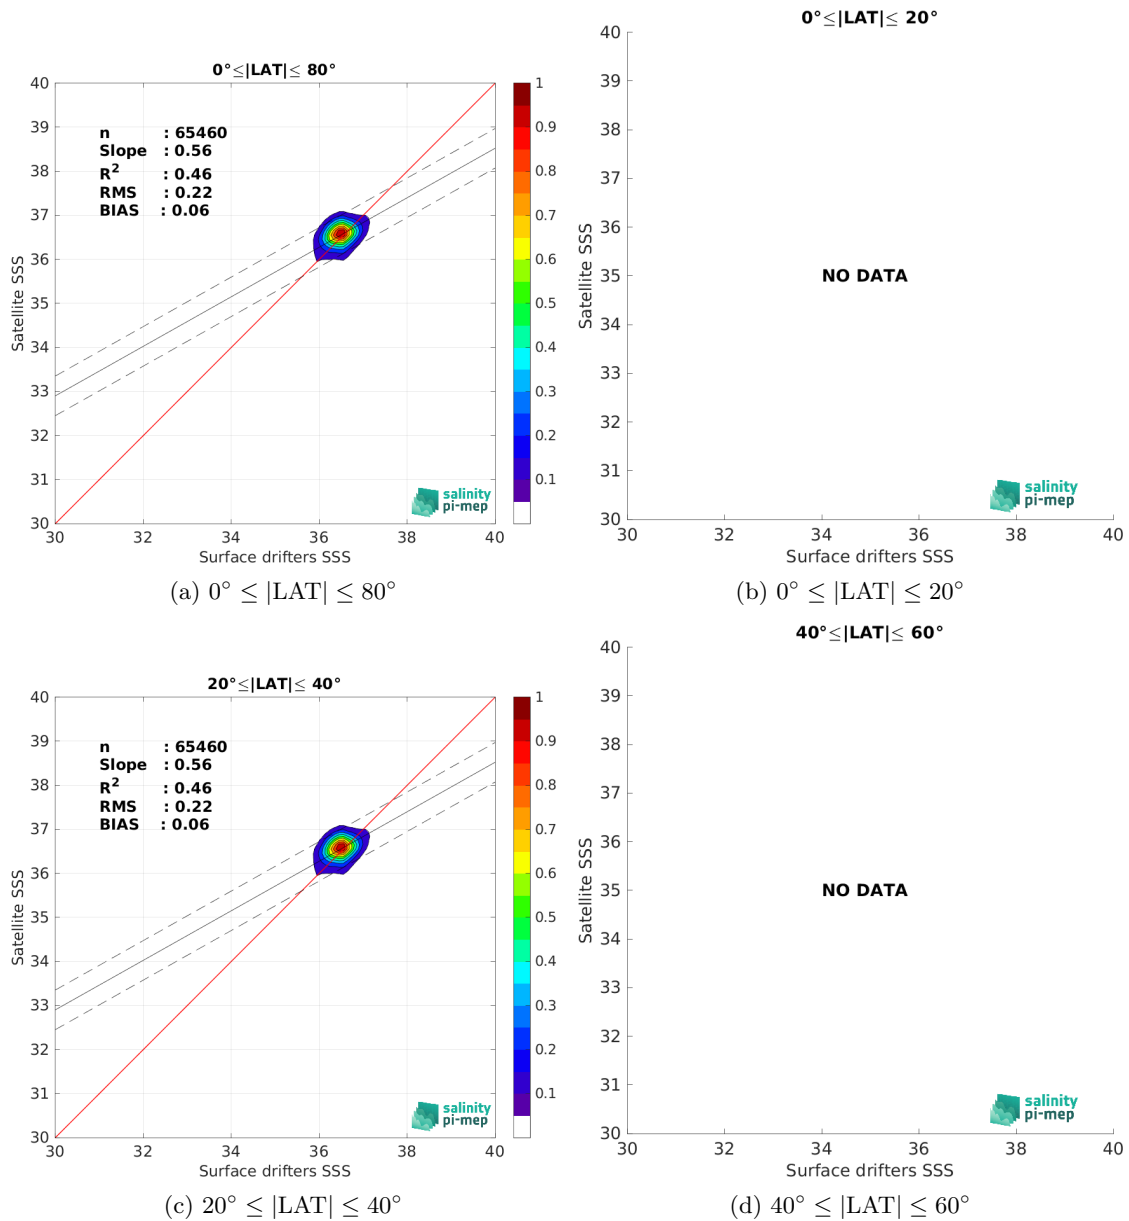 0°≤|LAT|≤ 80°
40
39
38
37
36
35
34
33
32
31
30
Satellite SSS
n : 65460
Slope : 0.56
R² : 0.46
RMS : 0.22
BIAS : 0.06
salinity
pi-mep
30 32 34 36 38 40
Surface drifters SSS
1
0.9
0.8
0.7
0.6
0.5
0.4
0.3
0.2
0.1
(a) 0° ≤ |LAT| ≤ 80°
0°≤|LAT|≤ 20°
40
39
38
37
36
35
34
33
32
31
30
Satellite SSS
NO DATA
salinity
pi-mep
30 32 34 36 38 40
Surface drifters SSS
(b) 0° ≤ |LAT| ≤ 20°
20°≤|LAT|≤ 40°
40
39
38
37
36
35
34
33
32
31
30
Satellite SSS
n : 65460
Slope : 0.56
R² : 0.46
RMS : 0.22
BIAS : 0.06
salinity
pi-mep
30 32 34 36 38 40
Surface drifters SSS
1
0.9
0.8
0.7
0.6
0.5
0.4
0.3
0.2
0.1
(c) 20° ≤ |LAT| ≤ 40°
40°≤|LAT|≤ 60°
40
39
38
37
36
35
34
33
32
31
30
Satellite SSS
NO DATA
salinity
pi-mep
30 32 34 36 38 40
Surface drifters SSS
(d) 40° ≤ |LAT| ≤ 60°